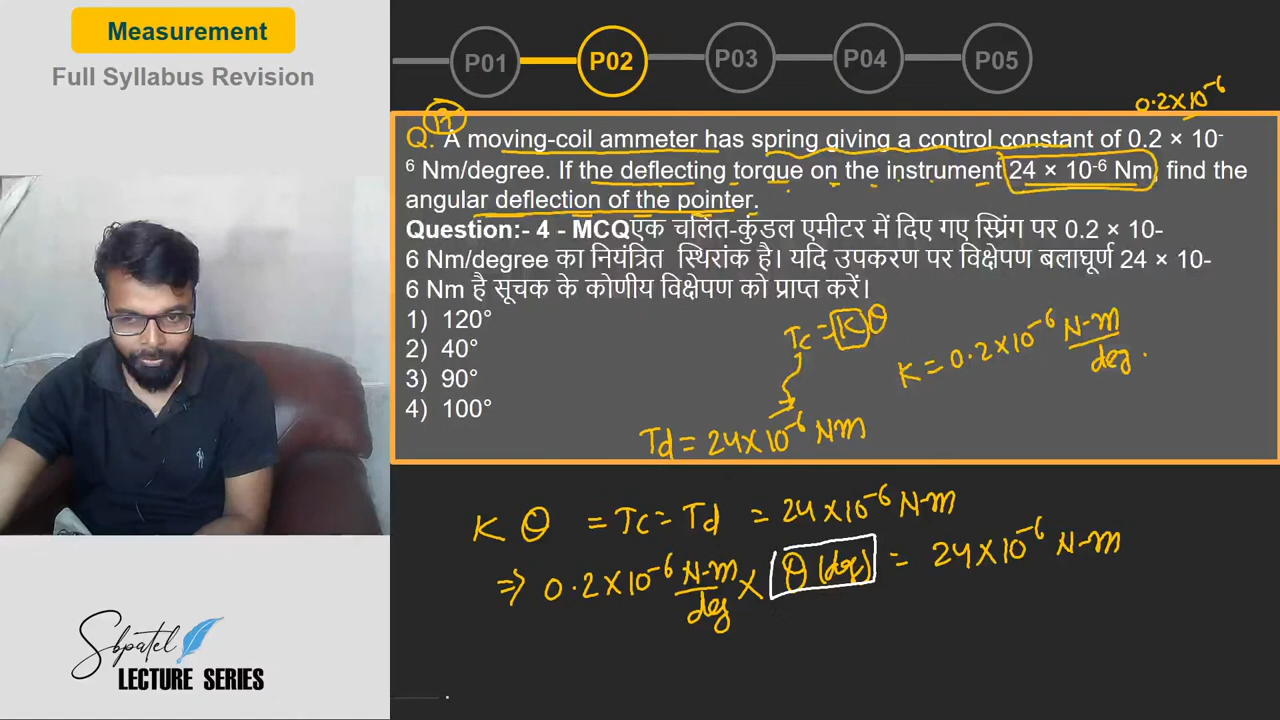 Measurement
Full Syllabus Revision
P01 P02 P03 P04 P05
0.2×10⁻⁶
17
Q. A moving-coil ammeter has spring giving a control constant of 0.2 × 10-
⁶ Nm/degree. If the deflecting torque on the instrument 24 × 10⁻⁶ Nm, find the
angular deflection of the pointer.
Question:- 4 - MCQएक चलित-कुंडल एमीटर में दिए गए स्प्रिंग पर 0.2 × 10-
6 Nm/degree का नियंत्रित स्थिरांक है। यदि उपकरण पर विक्षेपण बलाघूर्ण 24 × 10-
6 Nm है सूचक के कोणीय विक्षेपण को प्राप्त करें।
1) 120°
2) 40°
3) 90°
4) 100°
Tc = K θ
K = 0.2×10⁻⁶ N-m/deg.
Td = 24×10⁻⁶ Nm
K θ = Tc = Td = 24×10⁻⁶ N-m
⇒ 0.2×10⁻⁶ N-m/deg × θ (deg) = 24×10⁻⁶ N-m
Sbpatel
LECTURE SERIES